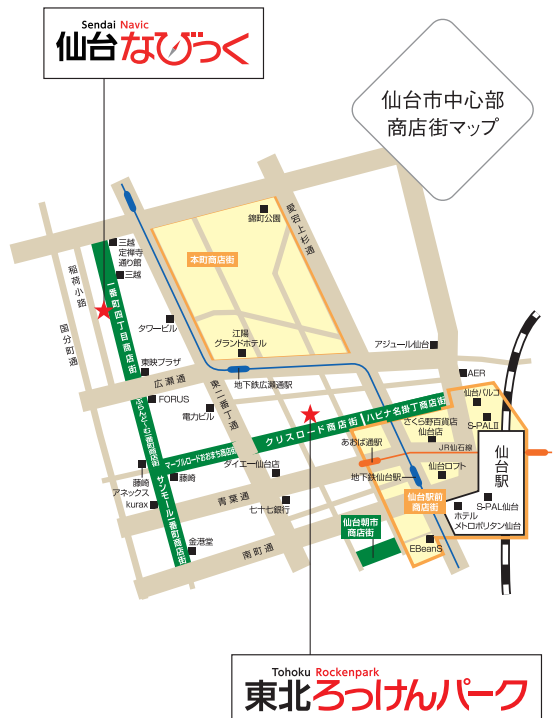 Sendai Navic
仙台なびっく
仙台市中心部
商店街マップ
錦町公園
愛宕上杉通
三越
定禅寺
通り館
三越
稲荷小路
国分町通
一番町四丁目商店街
本町商店街
タワービル
江陽
グランドホテル
アジュール仙台
東映プラザ
広瀬通
地下鉄広瀬通駅
東二番丁通
AER
仙台パルコ
FORUS
電力ビル
ぶらんど〜む一番町商店街
クリスロード商店街
ハピナ名掛丁商店街
さくら野百貨店
仙台店
S-PALII
あおば通駅
JR仙石線
仙台駅
マーブルロードおおまち商店街
ダイエー仙台店
地下鉄仙台駅
仙台ロフト
藤崎
アネックス
藤崎
kurax
サンモール一番町商店街
青葉通
七十七銀行
仙台駅前
商店街
S-PAL仙台
ホテル
メトロポリタン仙台
仙台朝市
商店街
EBeanS
金港堂
南町通
Tohoku Rockenpark
東北ろっけんパーク